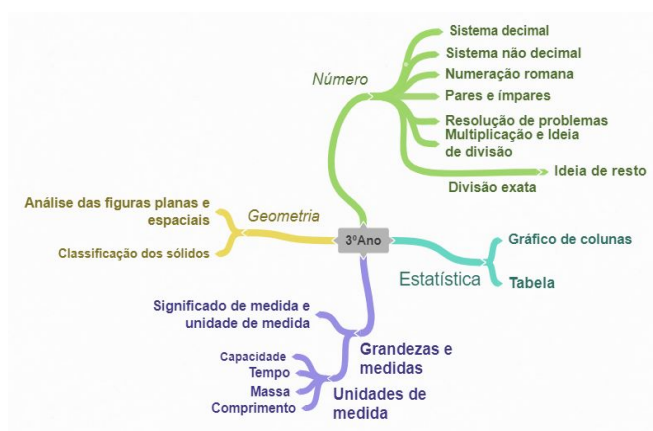 Sistema decimal
Sistema não decimal
Número
Numeração romana
Pares e ímpares
Resolução de problemas
Multiplicação e Ideia
de divisão
Ideia de resto
Divisão exata
Análise das figuras planas e
espaciais
Geometria
Classificação dos sólidos
3ºAno
Gráfico de colunas
Estatística
Tabela
Significado de medida e
unidade de medida
Grandezas e
medidas
Capacidade
Tempo
Massa
Comprimento
Unidades de
medida